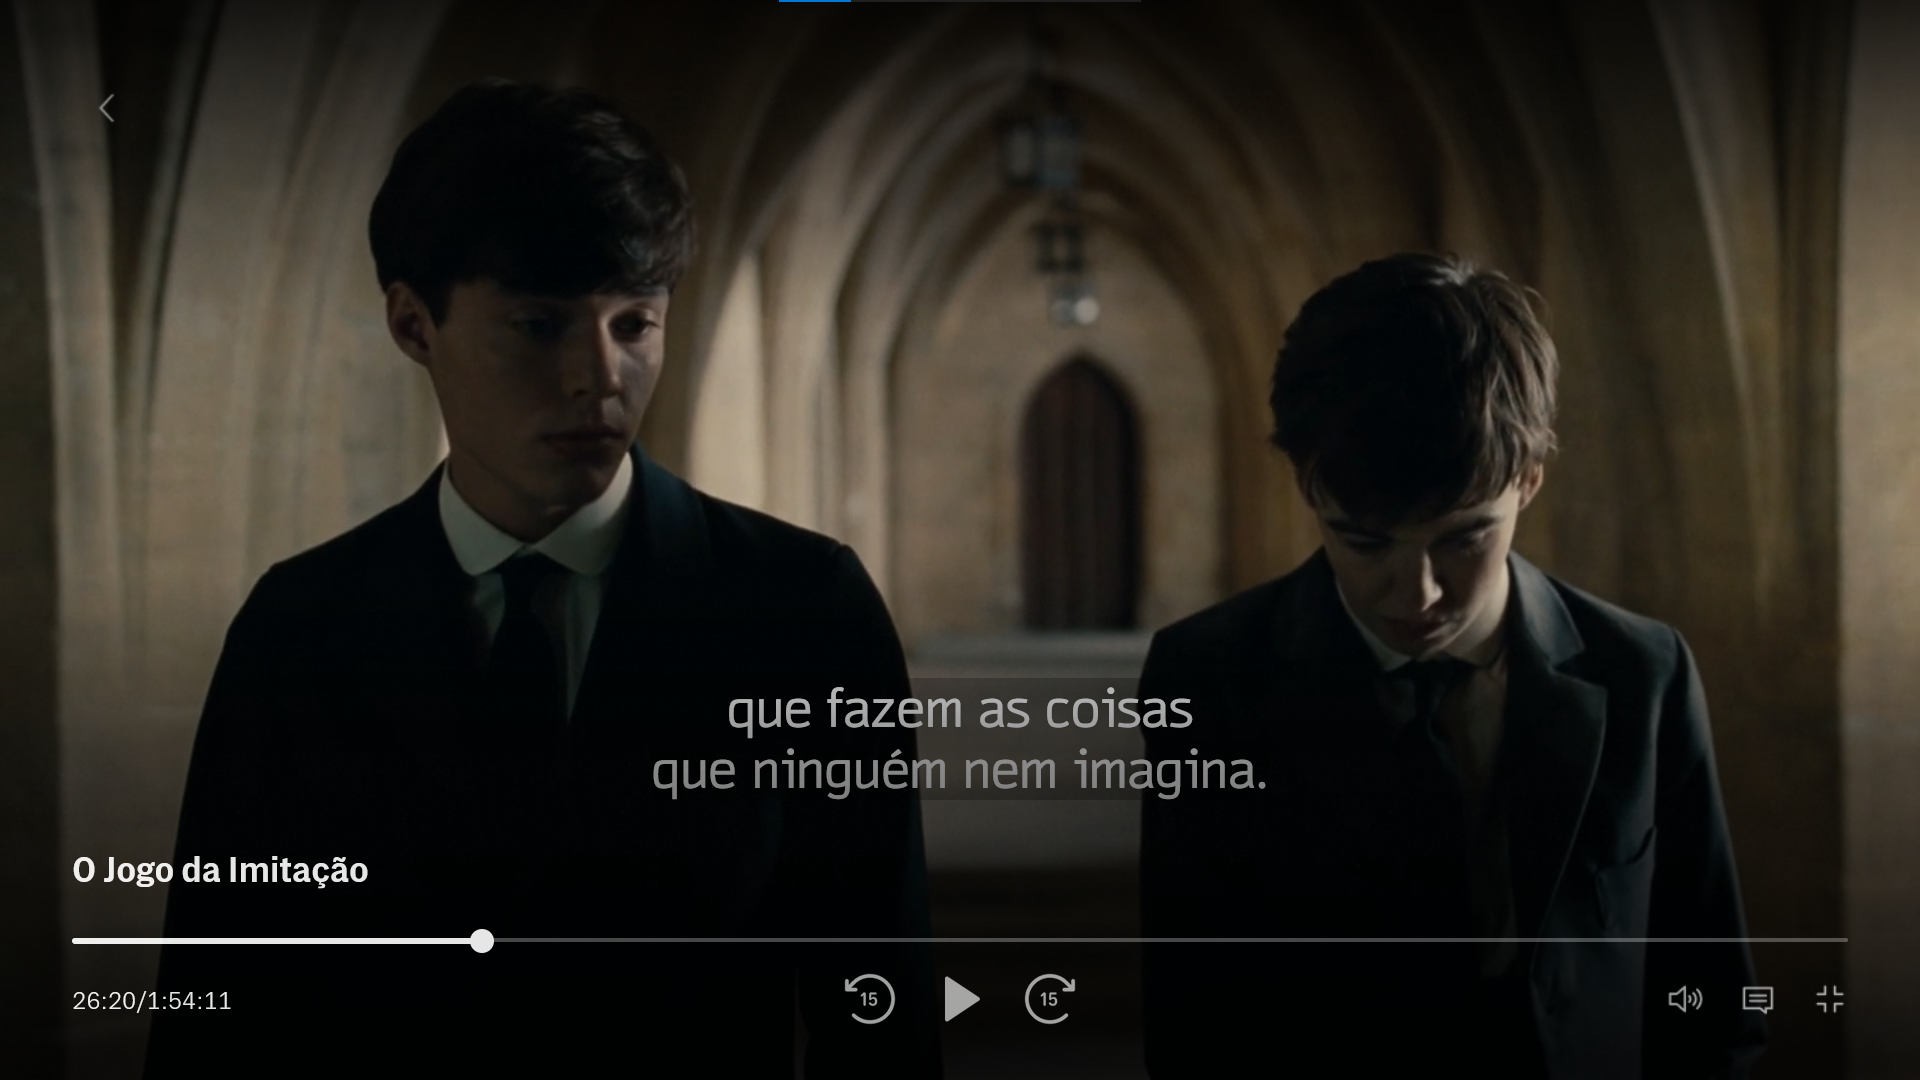 que fazem as coisas
que ninguém nem imagina.
O Jogo da Imitação
26:20/1:54:11
15
15